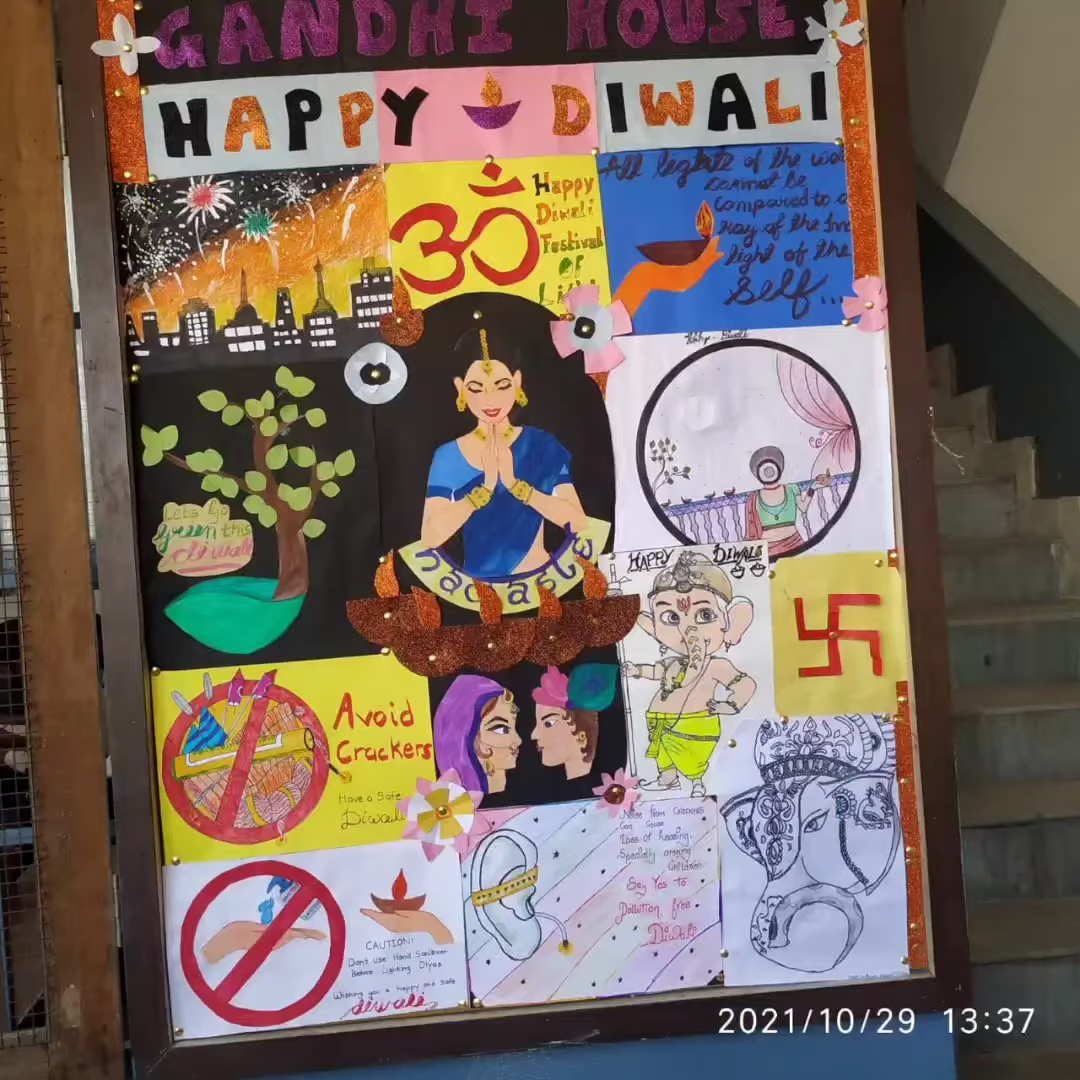 GANDHI HOUSE
HAPPY DIWALI
ॐ
Happy
Diwali
Festival
OF
All lights of the
cannot be
compared to a
ray of the
light of the
Self...
Lets Go
green this
diwali
namaste
HAPPY DIWALI
Avoid
Crackers
Have a Safe
Diwali
Noise from crackers
Can Cause
loss of hearing,
Specially among
Children.
Say Yes to
Pollution free
Diwali
CAUTION!
Don't use Hand Sanitizer
Before Lighting Diyas
Wishing you a happy and safe
diwali
2021/10/29 13:37